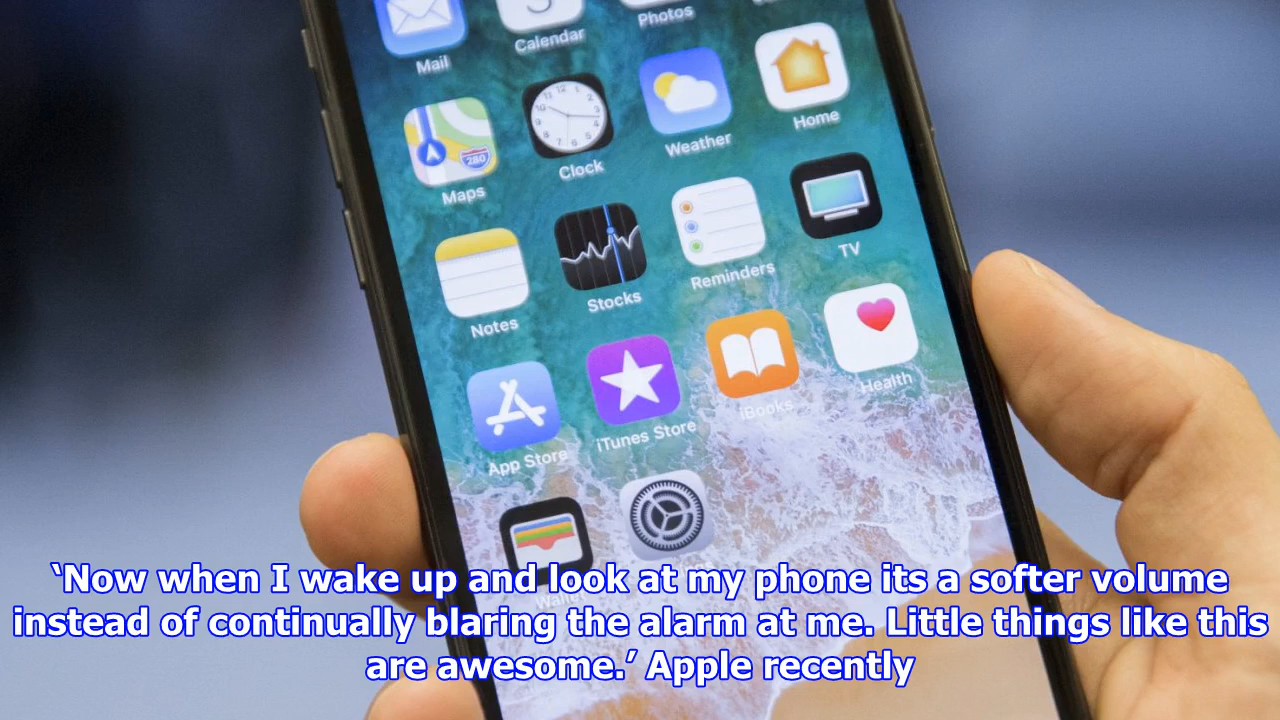 Mail
Calendar
Photos
Maps
280
Clock
Weather
Home
Notes
Stocks
Reminders
TV
App Store
iTunes Store
iBooks
Health
‘Now when I wake up and look at my phone its a softer volume
instead of continually blaring the alarm at me. Little things like this
are awesome.’ Apple recently